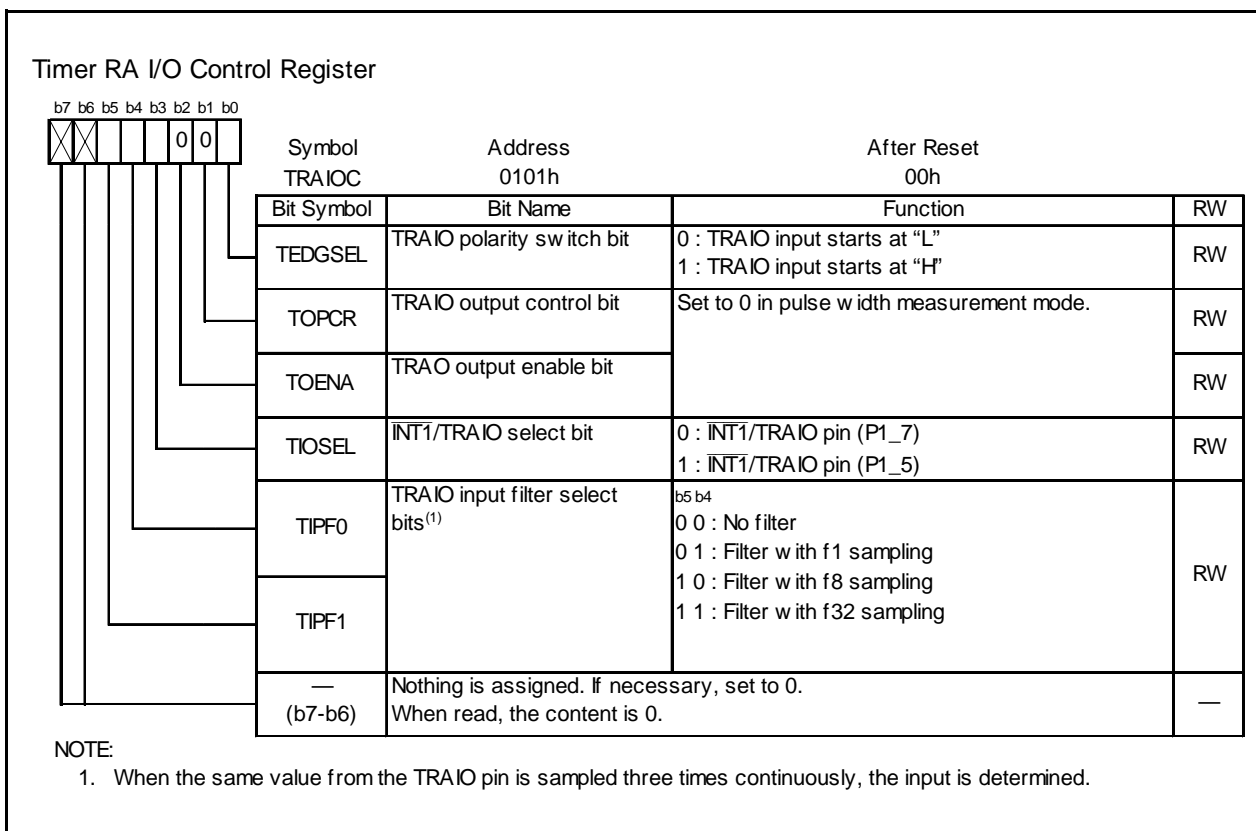 Timer RA I/O Control Register
b7 b6 b5 b4 b3 b2 b1 b0
0 0
Symbol Address After Reset
TRAIOC 0101h 00h
Bit Symbol Bit Name Function RW
TEDGSEL TRAIO polarity switch bit 0 : TRAIO input starts at “L” RW
1 : TRAIO input starts at “H”
TOPCR TRAIO output control bit Set to 0 in pulse width measurement mode. RW
TOENA TRAO output enable bit RW
TIOSEL INT1/TRAIO select bit 0 : INT1/TRAIO pin (P1_7) RW
1 : INT1/TRAIO pin (P1_5)
TIPF0 TRAIO input filter select b5 b4
bits(1) 0 0 : No filter
0 1 : Filter with f1 sampling
1 0 : Filter with f8 sampling RW
TIPF1 1 1 : Filter with f32 sampling
— Nothing is assigned. If necessary, set to 0. —
(b7-b6) When read, the content is 0.
NOTE:
1. When the same value from the TRAIO pin is sampled three times continuously, the input is determined.